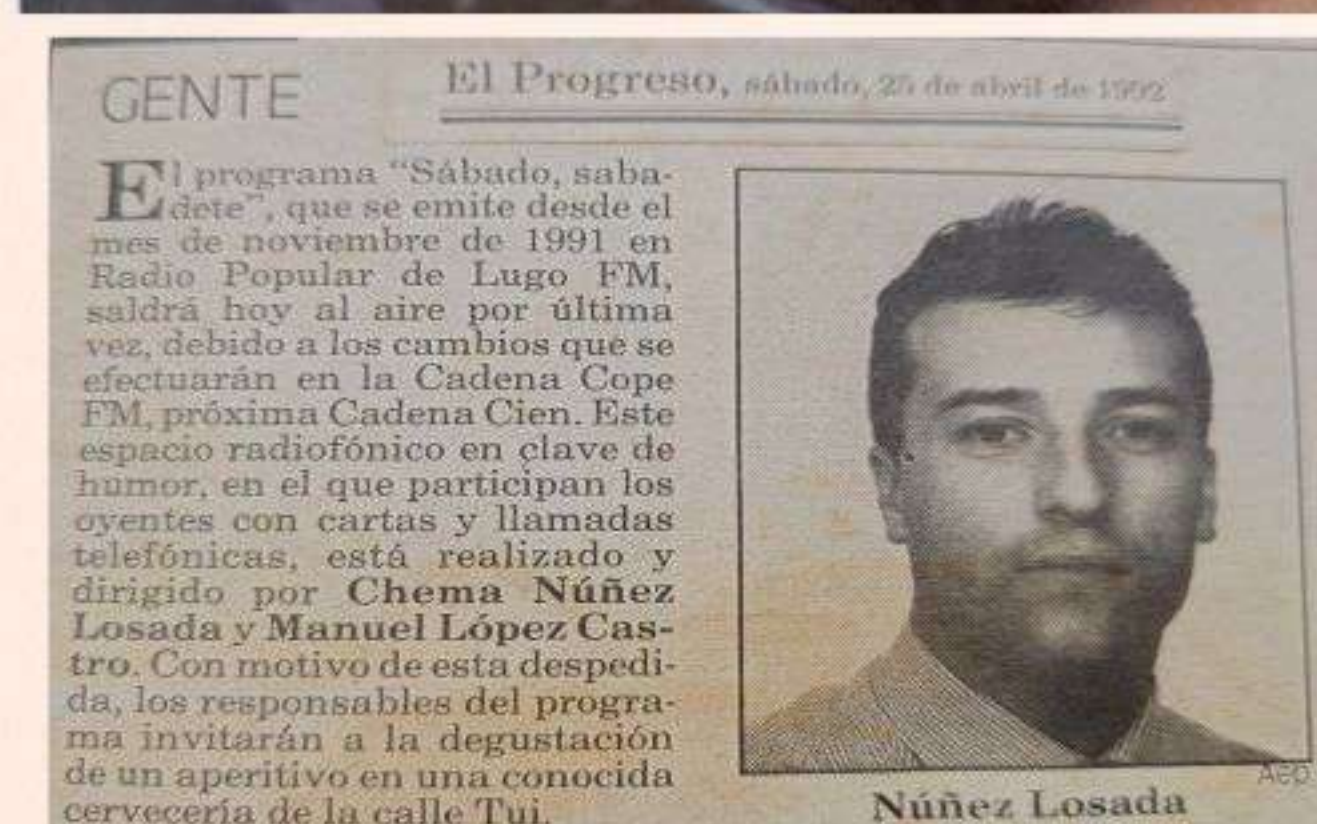 GENTE
El Progreso, sábado, 25 de abril de 1992
El programa "Sábado, saba-
dete", que se emite desde el
mes de noviembre de 1991 en
Radio Popular de Lugo FM,
saldrá hoy al aire por última
vez, debido a los cambios que se
efectuarán en la Cadena Cope
FM, próxima Cadena Cien. Este
espacio radiofónico en clave de
humor, en el que participan los
oyentes con cartas y llamadas
telefónicas, está realizado y
dirigido por Chema Núñez
Losada y Manuel López Cas-
tro. Con motivo de esta despedi-
da, los responsables del progra-
ma invitarán a la degustación
de un aperitivo en una conocida
cervecería de la calle Tui.
AEP
Núñez Losada